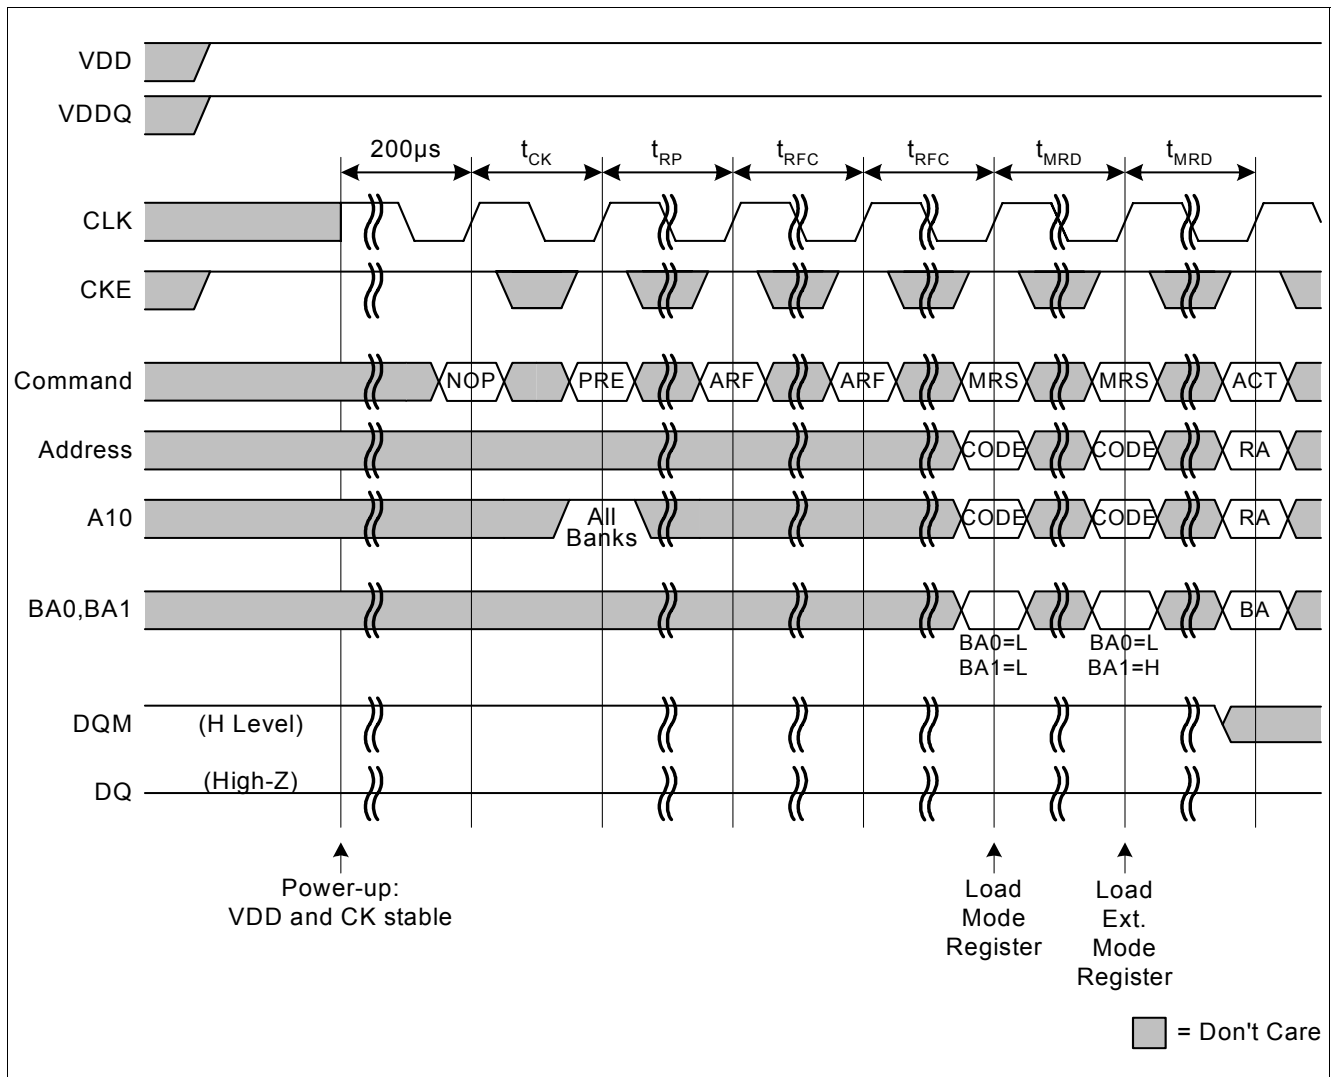 VDD
VDDQ
200µs tCK tRP tRFC tRFC tMRD tMRD
CLK
CKE
Command NOP PRE ARF ARF MRS MRS ACT
Address CODE CODE RA
A10 All Banks CODE CODE RA
BA0,BA1 BA
BA0=L BA0=L
BA1=L BA1=H
DQM (H Level)
DQ (High-Z)
Power-up:
VDD and CK stable
Load
Mode
Register
Load
Ext.
Mode
Register
= Don't Care